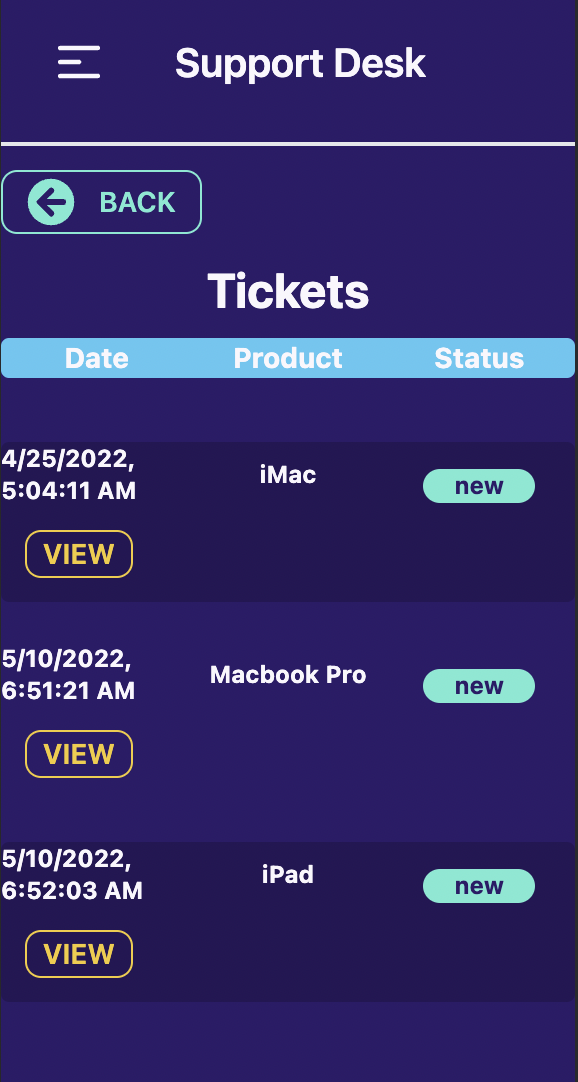 Support Desk
BACK
Tickets
Date Product Status
4/25/2022,
5:04:11 AM
iMac
new
VIEW
5/10/2022,
6:51:21 AM
Macbook Pro
new
VIEW
5/10/2022,
6:52:03 AM
iPad
new
VIEW